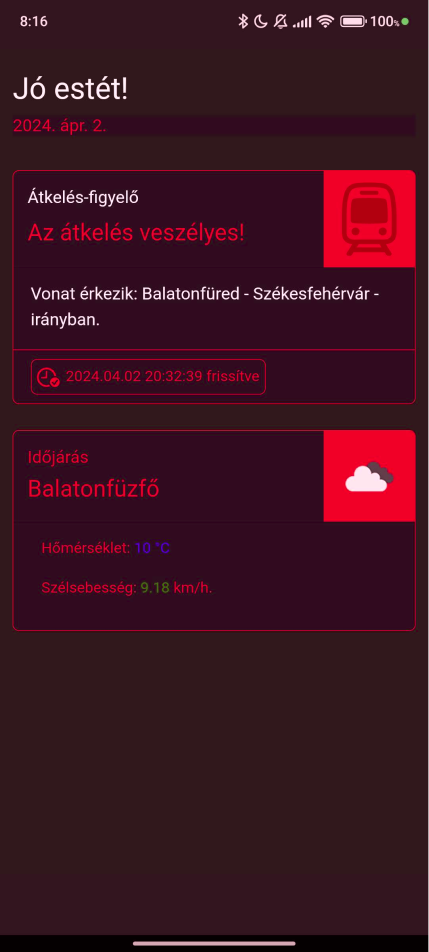 8:16
100%
Jó estét!
2024. ápr. 2.
Átkelés-figyelő
Az átkelés veszélyes!
Vonat érkezik: Balatonfüred - Székesfehérvár -
irányban.
2024.04.02 20:32:39 frissítve
Időjárás
Balatonfüzfő
Hőmérséklet: 10 °C
Szélsebesség: 9.18 km/h.